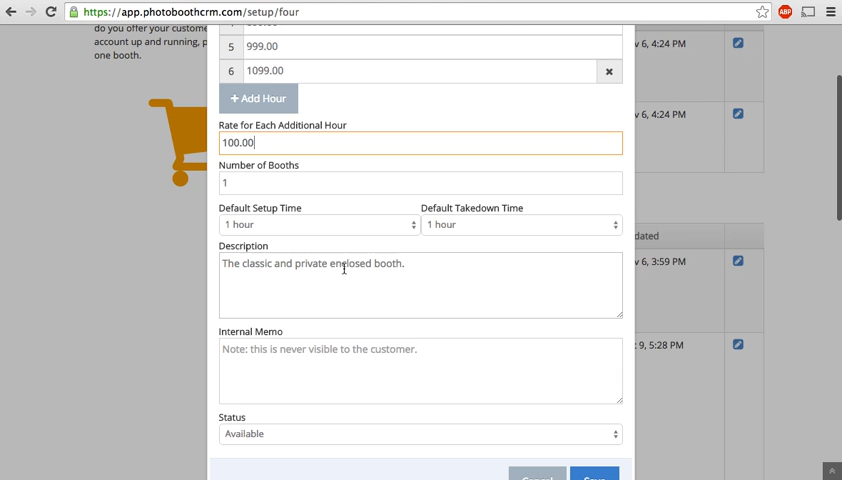 https://app.photoboothcrm.com/setup/four
ABP
do you offer your custome
account up and running, p
one booth.
5 999.00
6 1099.00
+ Add Hour
Rate for Each Additional Hour
100.00
Number of Booths
1
Default Setup Time Default Takedown Time
1 hour 1 hour
Description
The classic and private enclosed booth.
Internal Memo
Note: this is never visible to the customer.
Status
Available
v 6, 4:24 PM
v 6, 4:24 PM
dated
v 6, 3:59 PM
: 9, 5:28 PM